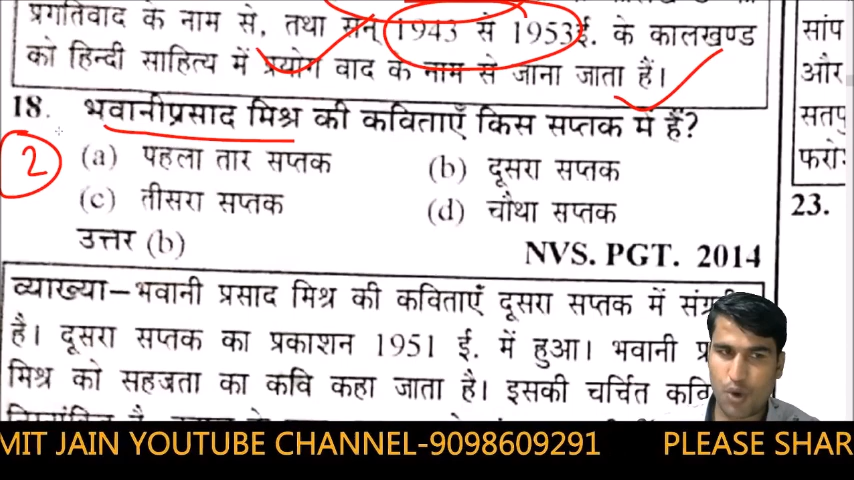 प्रगतिवाद के नाम से, तथा सन् 1943 से 1953ई. के कालखण्ड
को हिन्दी साहित्य में प्रयोग वाद के नाम से जाना जाता है।
सांप
और
सतपु
फरो
18. भवानीप्रसाद मिश्र की कविताएँ किस सप्तक में हैं?
2
(a) पहला तार सप्तक (b) दूसरा सप्तक
(c) तीसरा सप्तक (d) चौथा सप्तक
23.
उत्तर (b) NVS. PGT. 2014
व्याख्या–भवानी प्रसाद मिश्र की कविताएँ दूसरा सप्तक में
है। दूसरा सप्तक का प्रकाशन 1951 ई. में हुआ। भवानी
मिश्र को सहजता का कवि कहा जाता है। इसकी चर्चित
MIT JAIN YOUTUBE CHANNEL-9098609291 PLEASE SHAR